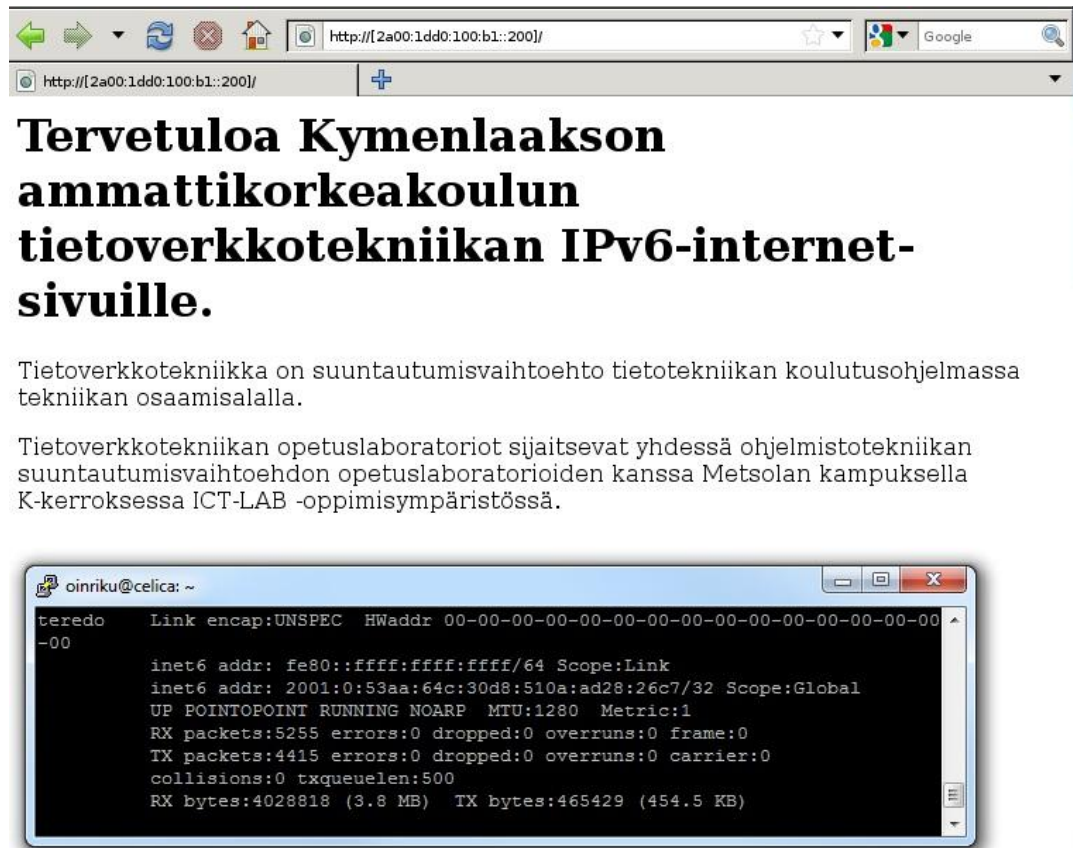 http://[2a00:1dd0:100:b1::200]/
Google
http://[2a00:1dd0:100:b1::200]/
Tervetuloa Kymenlaakson
ammattikorkeakoulun
tietoverkkotekniikan IPv6-internet-
sivuille.
Tietoverkkotekniikka on suuntautumisvaihtoehto tietotekniikan koulutusohjelmassa
tekniikan osaamisalalla.
Tietoverkkotekniikan opetuslaboratoriot sijaitsevat yhdessä ohjelmistotekniikan
suuntautumisvaihtoehdon opetuslaboratorioiden kanssa Metsolan kampuksella
K-kerroksessa ICT-LAB -oppimisympäristössä.
oinriku@celica: ~
teredo Link encap:UNSPEC HWaddr 00-00-00-00-00-00-00-00-00-00-00-00-00-00-00
-00
inet6 addr: fe80::ffff:ffff:ffff/64 Scope:Link
inet6 addr: 2001:0:53aa:64c:30d8:510a:ad28:26c7/32 Scope:Global
UP POINTOPOINT RUNNING NOARP MTU:1280 Metric:1
RX packets:5255 errors:0 dropped:0 overruns:0 frame:0
TX packets:4415 errors:0 dropped:0 overruns:0 carrier:0
collisions:0 txqueuelen:500
RX bytes:4028818 (3.8 MB) TX bytes:465429 (454.5 KB)